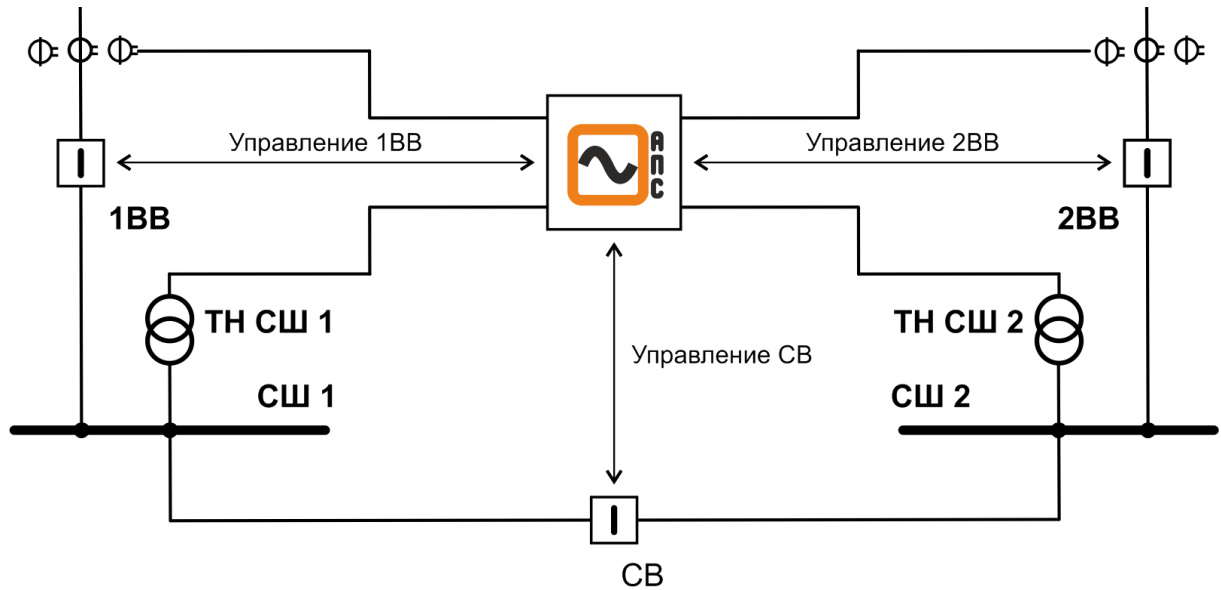 Управление 1ВВ
АПС
Управление 2ВВ
1ВВ
2ВВ
ТН СШ 1
ТН СШ 2
Управление СВ
СШ 1
СШ 2
СВ